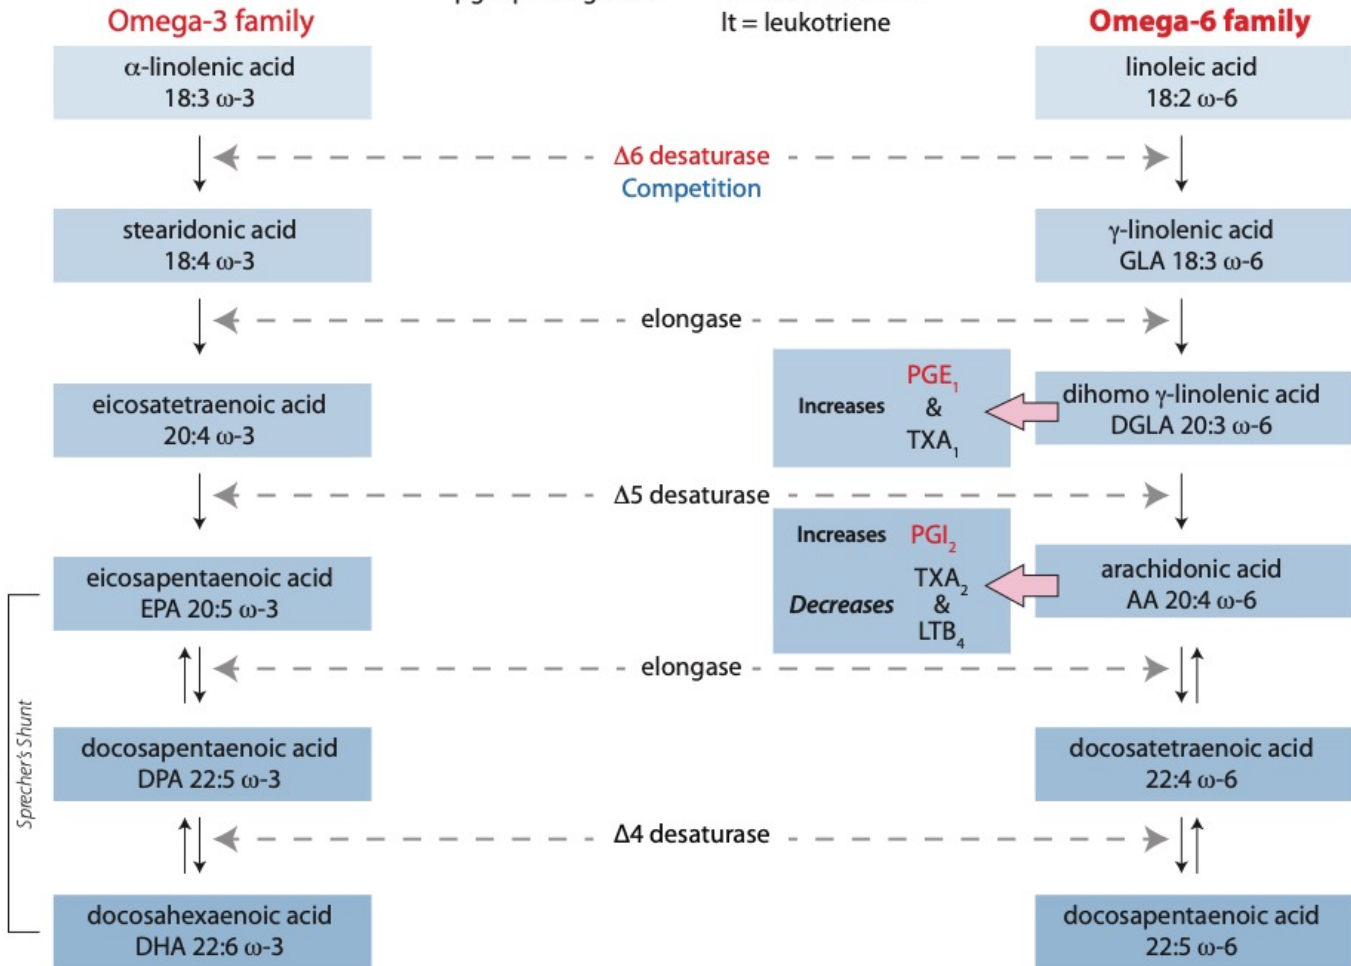 Omega-3 family
lt = leukotriene
Omega-6 family
α-linolenic acid
18:3 ω-3
linoleic acid
18:2 ω-6
Δ6 desaturase
Competition
stearidonic acid
18:4 ω-3
γ-linolenic acid
GLA 18:3 ω-6
elongase
eicosatetraenoic acid
20:4 ω-3
Increases
PGE₁
&
TXA₁
dihomo γ-linolenic acid
DGLA 20:3 ω-6
Δ5 desaturase
eicosapentaenoic acid
EPA 20:5 ω-3
Increases PGI₂
Decreases
TXA₂
&
LTB₄
arachidonic acid
AA 20:4 ω-6
elongase
Sprecher's Shunt
docosapentaenoic acid
DPA 22:5 ω-3
docosatetraenoic acid
22:4 ω-6
Δ4 desaturase
docosahexaenoic acid
DHA 22:6 ω-3
docosapentaenoic acid
22:5 ω-6